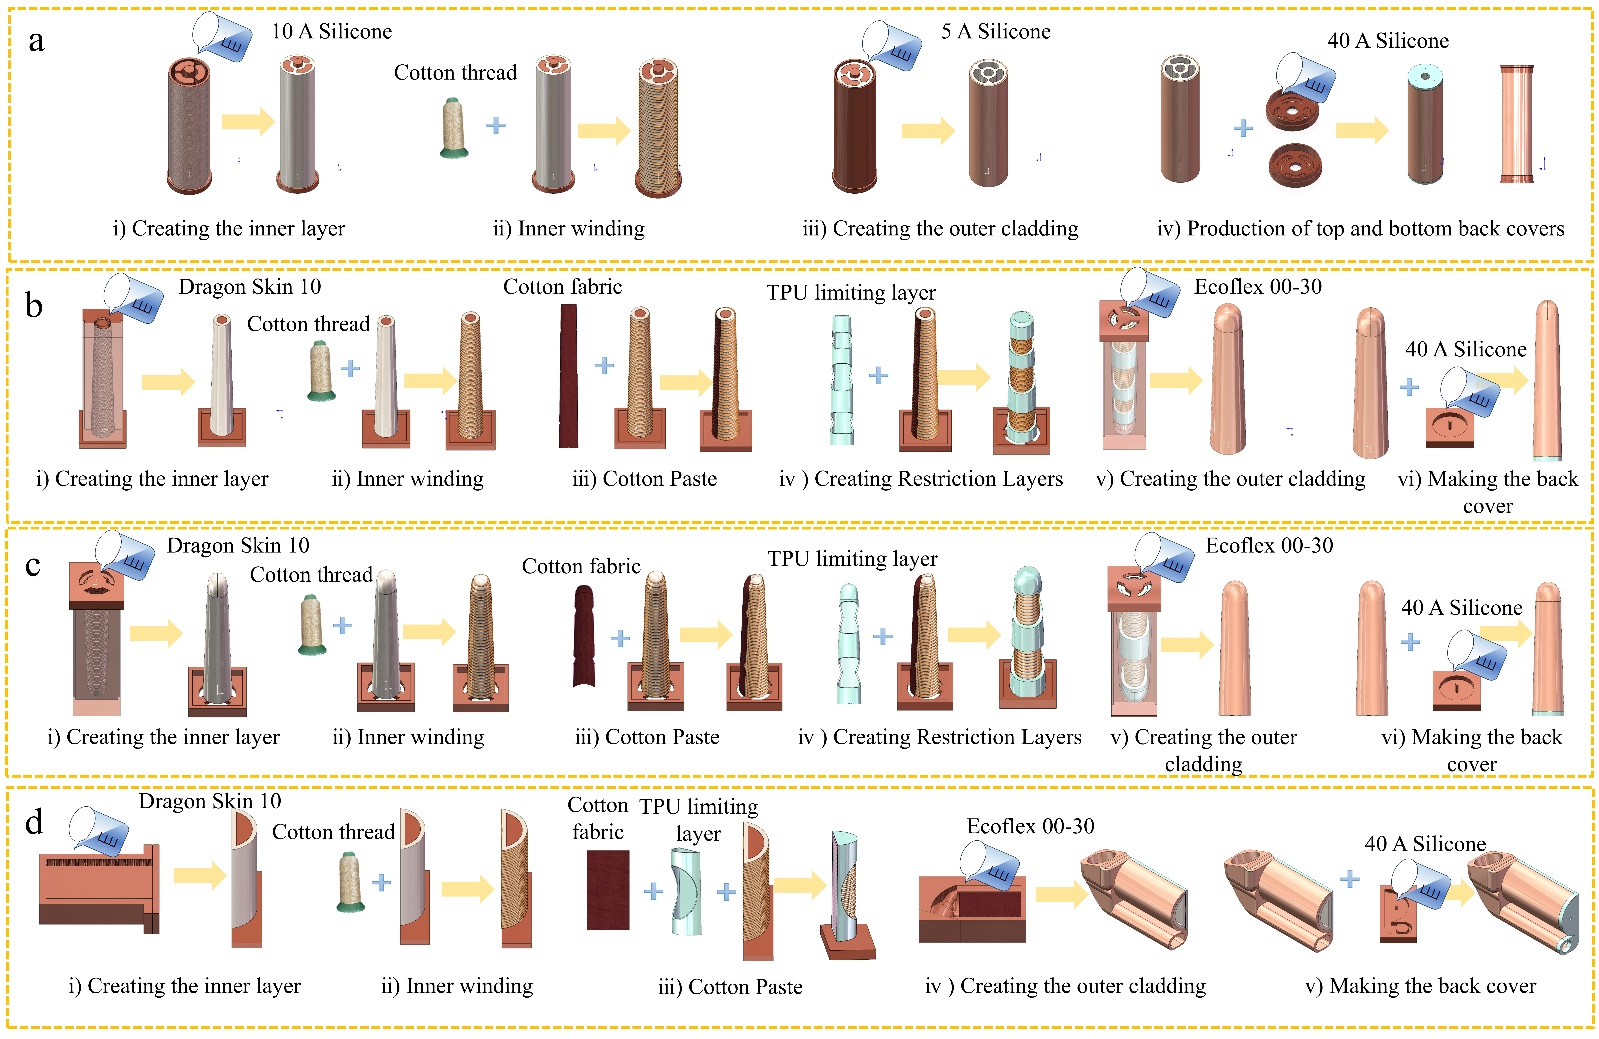 a
10 A Silicone
Cotton thread
5 A Silicone
40 A Silicone
i) Creating the inner layer
ii) Inner winding
iii) Creating the outer cladding
iv) Production of top and bottom back covers
b
Dragon Skin 10
Cotton thread
Cotton fabric
TPU limiting layer
Ecoflex 00-30
40 A Silicone
i) Creating the inner layer
ii) Inner winding
iii) Cotton Paste
iv ) Creating Restriction Layers
v) Creating the outer cladding
vi) Making the back
cover
c
Dragon Skin 10
Cotton thread
Cotton fabric
TPU limiting layer
Ecoflex 00-30
40 A Silicone
i) Creating the inner layer
ii) Inner winding
iii) Cotton Paste
iv ) Creating Restriction Layers
v) Creating the outer
cladding
vi) Making the back
cover
d
Dragon Skin 10
Cotton thread
Cotton
fabric
TPU limiting
layer
Ecoflex 00-30
40 A Silicone
i) Creating the inner layer
ii) Inner winding
iii) Cotton Paste
iv ) Creating the outer cladding
v) Making the back cover